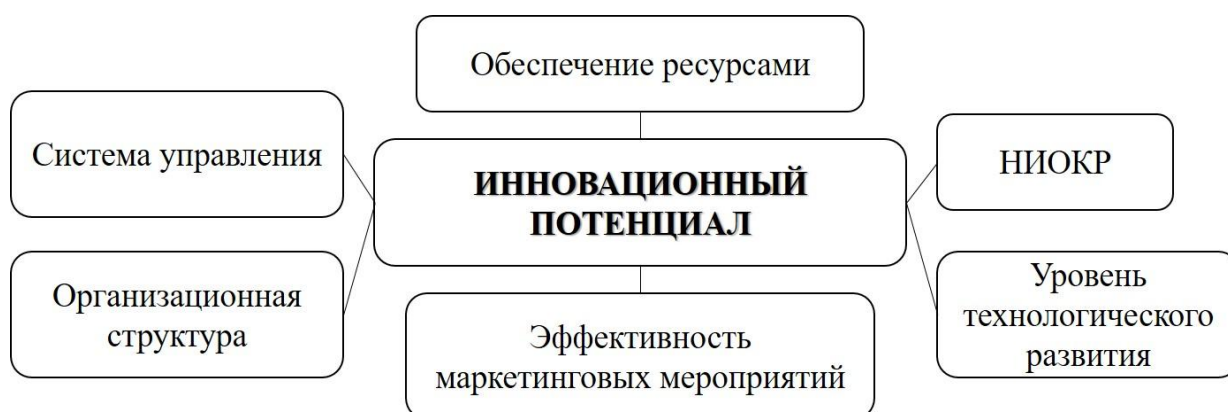 Обеспечение ресурсами
Система управления
ИННОВАЦИОННЫЙ
ПОТЕНЦИАЛ
НИОКР
Организационная
структура
Эффективность
маркетинговых мероприятий
Уровень
технологического
развития